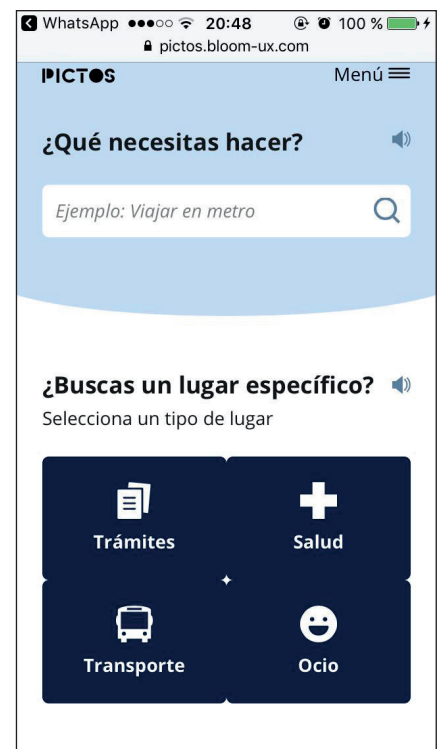 WhatsApp 20:48 100 %
pictos.bloom-ux.com
PICTOS Menú
¿Qué necesitas hacer?
Ejemplo: Viajar en metro
¿Buscas un lugar específico?
Selecciona un tipo de lugar
Trámites Salud
Transporte Ocio